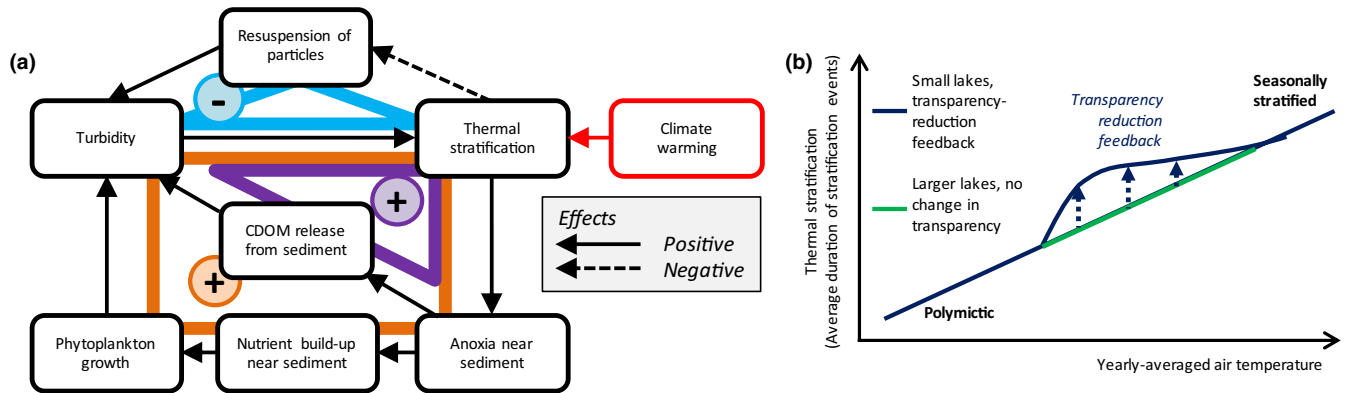 (a)
Resuspension of
particles
-
Turbidity
Thermal
stratification
Climate
warming
+
CDOM release
from sediment
+
Effects
Positive
Negative
Phytoplankton
growth
Nutrient build-up
near sediment
Anoxia near
sediment
(b)
Thermal stratification
(Average duration of stratification events)
Small lakes,
transparency-
reduction
feedback
Larger lakes, no
change in
transparency
Transparency
reduction
feedback
Seasonally
stratified
Polymictic
Yearly-averaged air temperature